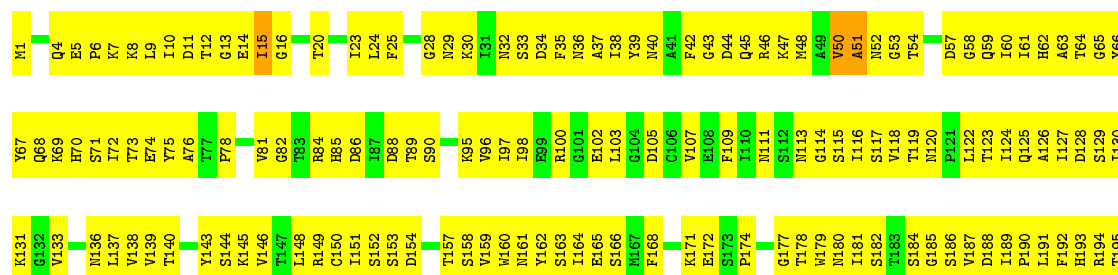 M1 Q4 E5 P6 K7 K8 L9 I10 D11 T12 G13 E14 I15 G16 T20 I23 L24 F25 G28 N29 K30 I31 N32 S33 D34 F35 N36 A37 I38 Y39 N40 A41 F42 G43 D44 Q45 R46 K47 M48 A49 V50 A51 N52 G53 T54 D57 G58 Q59 I60 I61 H62 A63 T64 G65
Y67 Q68 K69 H70 S71 I72 T73 E74 Y75 A76 T77 P78 V81 G82 T83 R84 H85 D86 I87 D88 T89 S90 K95 V96 I97 I98 E99 R100 G101 E102 L103 G104 D105 C106 V107 E108 F109 I110 N111 S112 N113 G114 S115 I116 S117 V118 T119 N120 P121 L122 T123 I124 Q125 A126 I127 D128 S129 I130
K131 G132 V133 N136 L137 V138 V139 T140 Y143 S144 K145 V146 T147 L148 R149 C150 I151 S152 S153 D154 T157 S158 V159 W160 N161 Y162 S163 I164 E165 S166 M167 F168 K171 E172 S173 P174 G177 T178 W179 N180 I181 S182 T183 S184 G185 S186 V187 D188 I189 P190 L191 F192 H193 R194